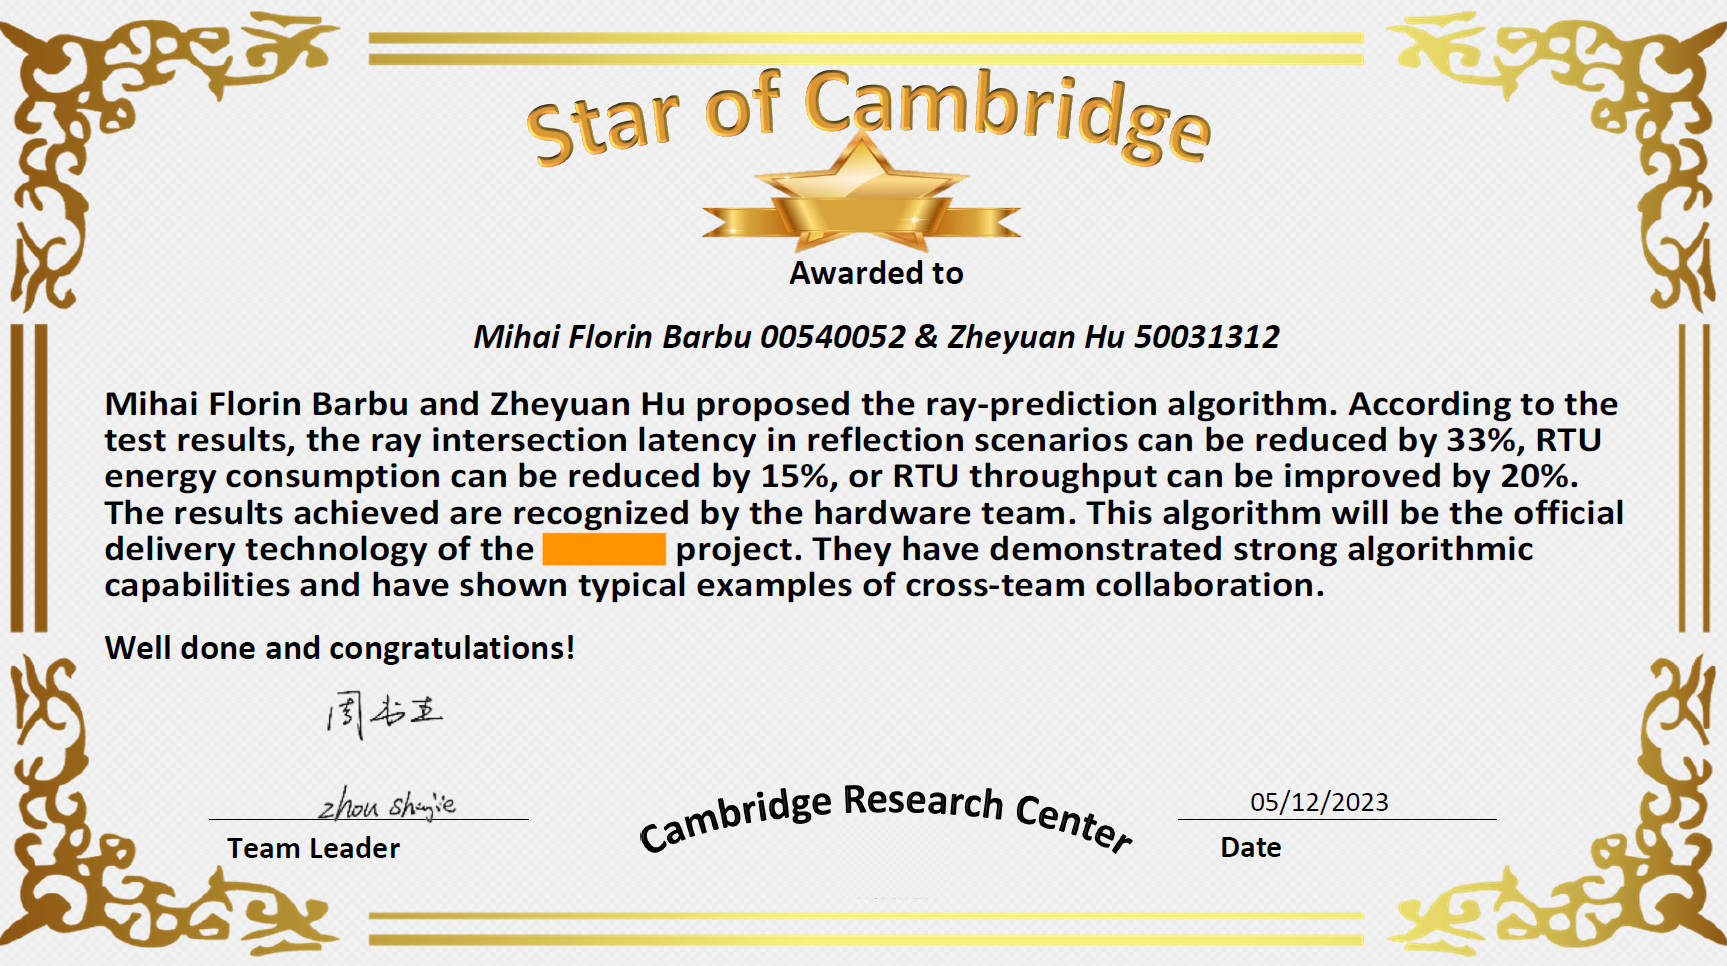 Star of Cambridge
Awarded to
Mihai Florin Barbu 00540052 & Zheyuan Hu 50031312
Mihai Florin Barbu and Zheyuan Hu proposed the ray-prediction algorithm. According to the
test results, the ray intersection latency in reflection scenarios can be reduced by 33%, RTU
energy consumption can be reduced by 15%, or RTU throughput can be improved by 20%.
The results achieved are recognized by the hardware team. This algorithm will be the official
delivery technology of the project. They have demonstrated strong algorithmic
capabilities and have shown typical examples of cross-team collaboration.
Well done and congratulations!
周书
zhou
Team Leader
Cambridge Research Center
05/12/2023
Date